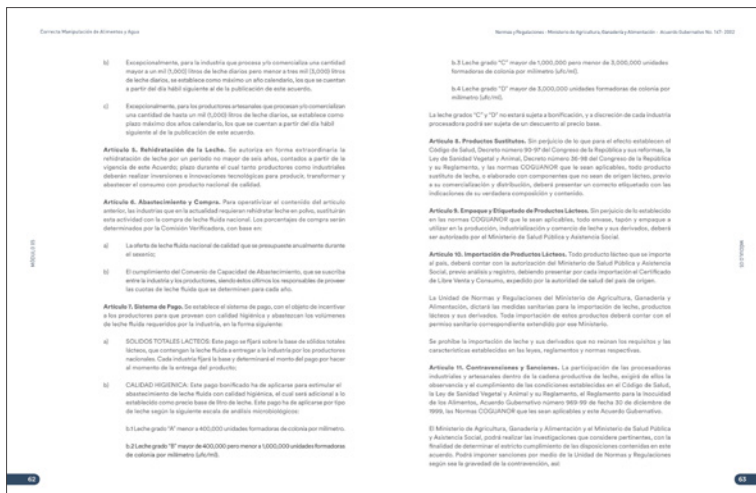 Correcta Manipulación de Alimentos y Agua
b) Excepcionalmente, para la industria que procesa y/o comercializa una cantidad
mayor a un mil (1,000) litros de leche diarios pero menor a tres mil (3,000) litros
de leche diarios, se establece como máximo un año calendario, los que se cuentan
a partir del día hábil siguiente al de la publicación de este acuerdo.
c) Excepcionalmente, para los productores artesanales que procesan y/o comercializan
una cantidad de hasta un mil (1,000) litros de leche diarios, se establece como
plazo máximo dos años calendario, los que se cuentan a partir del día hábil
siguiente al de la publicación de este acuerdo.
Artículo 5. Rehidratación de la Leche. Se autoriza en forma extraordinaria la
rehidratación de leche por un período no mayor de seis años, contados a partir de la
vigencia de este Acuerdo; plazo durante el cual tanto productores como industriales
deberán realizar inversiones e innovaciones tecnológicas para producir, transformar y
abastecer el consumo con producto nacional de calidad.
Artículo 6. Abastecimiento y Compra. Para operativizar el contenido del artículo
anterior, las industrias que en la actualidad requieran rehidratar leche en polvo, sustituirán
esta actividad con la compra de leche fluida nacional. Los porcentajes de compra serán
determinados por la Comisión Verificadora, con base en:
a) La oferta de leche fluida nacional de calidad que se presupueste anualmente durante
el sexenio;
b) El cumplimiento del Convenio de Capacidad de Abastecimiento, que se suscriba
entre la industria y los productores, siendo éstos últimos los responsables de proveer
las cuotas de leche fluida que se determinen para cada año.
Artículo 7. Sistema de Pago. Se establece el sistema de pago, con el objeto de incentivar
a los productores para que provean con calidad higiénica y abastezcan los volúmenes
de leche fluida requeridos por la industria, en la forma siguiente:
a) SOLIDOS TOTALES LACTEOS: Este pago se fijará sobre la base de sólidos totales
lácteos, que contengan la leche fluida a entregar a la industria por los productores
nacionales. Cada industria fijará la base y determinará el monto del pago por hacer
al momento de la entrega del producto;
b) CALIDAD HIGIENICA: Este pago bonificado ha de aplicarse para estimular el
abastecimiento de leche fluida con calidad higiénica, el cual será adicional a lo
establecido como precio base de litro de leche. Este pago ha de aplicarse por tipo
de leche según la siguiente escala de análisis microbiológicos:
b.1 Leche grado "A" menor a 400,000 unidades formadoras de colonia por milímetro.
b.2 Leche grado "B" mayor de 400,000 pero menor a 1,000,000 unidades formadoras
de colonia por milímetro (ufc/ml).
MÓDULO 05
62
Normas y Regulaciones - Ministerio de Agricultura, Ganadería y Alimentación - Acuerdo Gubernativo No. 147- 2002
b.3 Leche grado "C" mayor de 1,000,000 pero menor de 3,000,000 unidades
formadoras de colonia por milímetro (ufc/ml).
b.4 Leche grado "D" mayor de 3,000,000 unidades formadoras de colonia por
milímetro (ufc/ml).
La leche grados "C" y "D" no estará sujeta a bonificación, y a discreción de cada industria
procesadora podrá ser sujeta de un descuento al precio base.
Artículo 8. Productos Sustitutos. Sin perjuicio de lo que para el efecto establecen el
Código de Salud, Decreto número 90-97 del Congreso de la República y sus reformas, la
Ley de Sanidad Vegetal y Animal, Decreto número 36-98 del Congreso de la República
y su Reglamento, y las normas COGUANOR que le sean aplicables, todo producto
sustituto de leche, o elaborado con componentes que no sean de origen lácteo, previo
a su comercialización y distribución, deberá presentar un correcto etiquetado con las
indicaciones de su verdadera composición y contenido.
Artículo 9. Empaque y Etiquetado de Productos Lácteos. Sin perjuicio de lo establecido
en las normas COGUANOR que le sean aplicables, todo envase, tapón y empaque a
utilizar en la producción, industrialización y comercio de leche y sus derivados, deberá
ser autorizado por el Ministerio de Salud Pública y Asistencia Social.
Artículo 10. Importación de Productos Lácteos. Todo producto lácteo que se importe
al país, deberá contar con la autorización del Ministerio de Salud Pública y Asistencia
Social, previo análisis y registro, debiendo presentar por cada importación el Certificado
de Libre Venta y Consumo, expedido por la autoridad de salud del país de origen.
La Unidad de Normas y Regulaciones del Ministerio de Agricultura, Ganadería y
Alimentación, dictará las medidas sanitarias para la importación de leche, productos
lácteos y sus derivados. Toda importación de estos productos deberá contar con el
permiso sanitario correspondiente extendido por ese Ministerio.
Se prohíbe la importación de leche y sus derivados que no reúnan los requisitos y las
características establecidas en las leyes, reglamentos y normas respectivas.
Artículo 11. Contravenciones y Sanciones. La participación de las procesadoras
industriales y artesanales dentro de la cadena productiva de leche, exigirá de ellos la
observancia y el cumplimiento de las condiciones establecidas en el Código de Salud,
la Ley de Sanidad Vegetal y Animal y su Reglamento, el Reglamento para la Inocuidad
de los Alimentos, Acuerdo Gubernativo número 969-99 de fecha 30 de diciembre de
1999, las Normas COGUANOR que les sean aplicables y este Acuerdo Gubernativo.
El Ministerio de Agricultura, Ganadería y Alimentación y el Ministerio de Salud Pública
y Asistencia Social, podrá realizar las investigaciones que considere pertinentes, con la
finalidad de determinar el estricto cumplimiento de las disposiciones contenidas en este
acuerdo. Podrá imponer sanciones por medio de la Unidad de Normas y Regulaciones
según sea la gravedad de la contravención, así:
MÓDULO 05
63